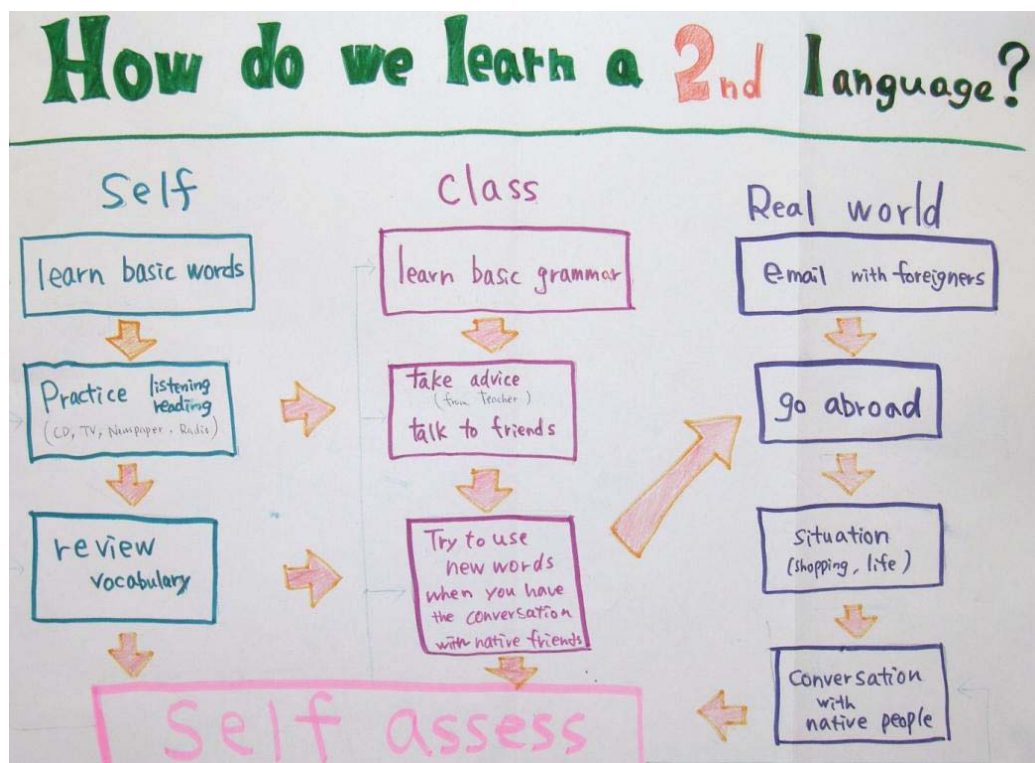 How do we learn a 2nd language?
Self
learn basic words
Practice listening
reading
(CD, TV, Newspaper, Radio)
review
vocabulary
Class
learn basic grammar
take advice
(from Teacher)
talk to friends
Try to use
new words
when you have
the conversation
with native friends
Real world
e-mail with foreigners
go abroad
situation
(shopping, life)
Conversation
with
native people
Self assess